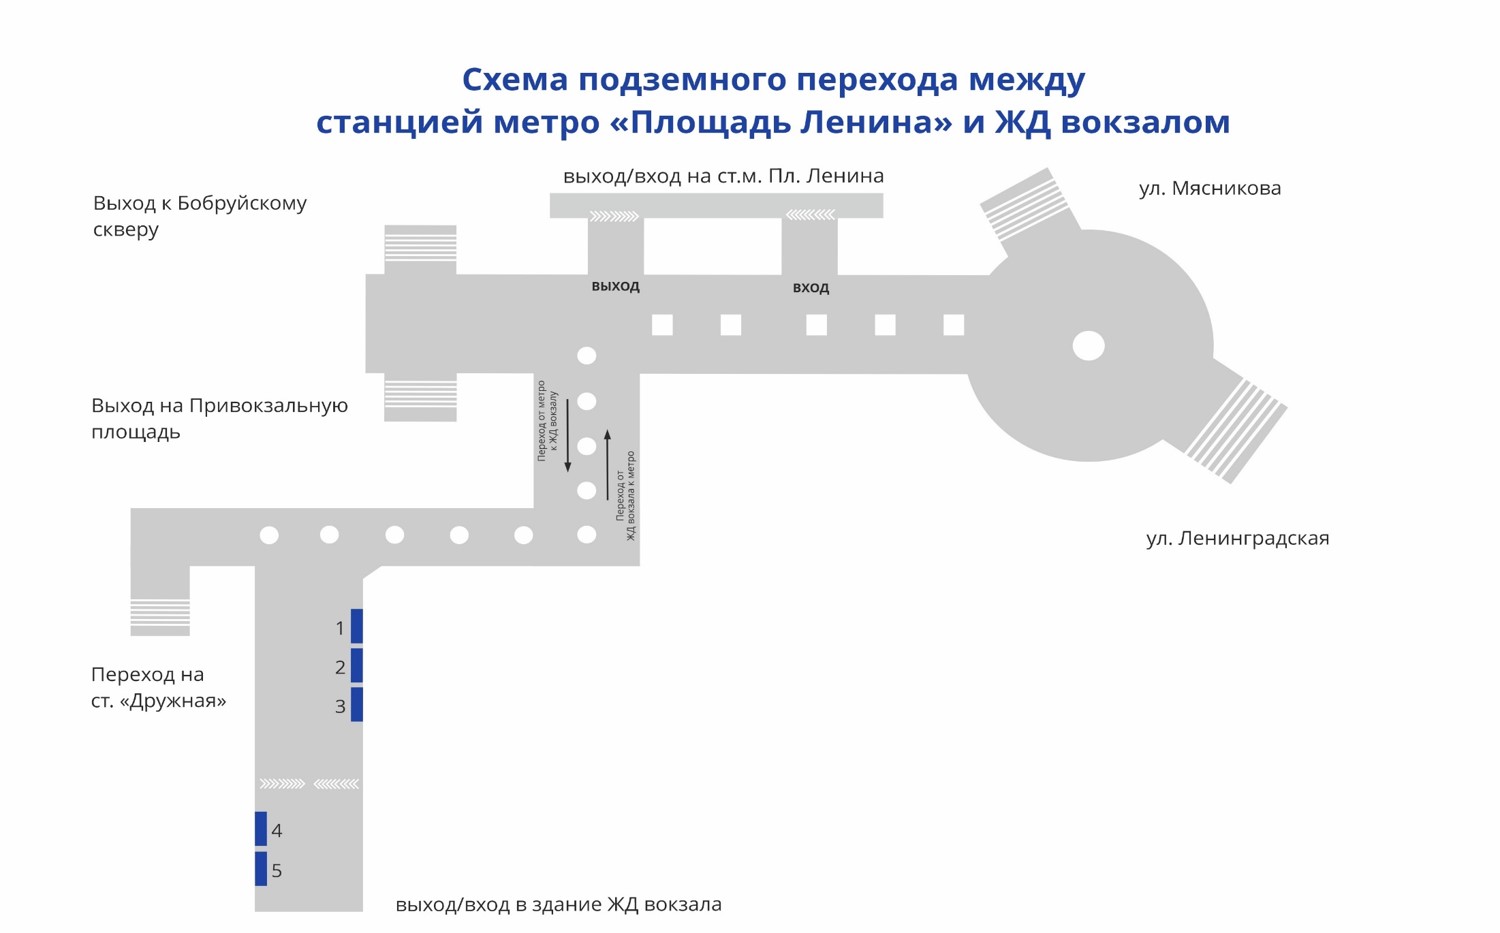 Схема подземного перехода между
станцией метро «Площадь Ленина» и ЖД вокзалом
выход/вход на ст.м. Пл. Ленина
ул. Мясникова
Выход к Бобруйскому
скверу
ВЫХОД
ВХОД
Выход на Привокзальную
площадь
Переход от метро
к ЖД вокзалу
Переход от
ЖД вокзала к метро
ул. Ленинградская
1
2
3
Переход на
ст. «Дружная»
4
5
выход/вход в здание ЖД вокзала